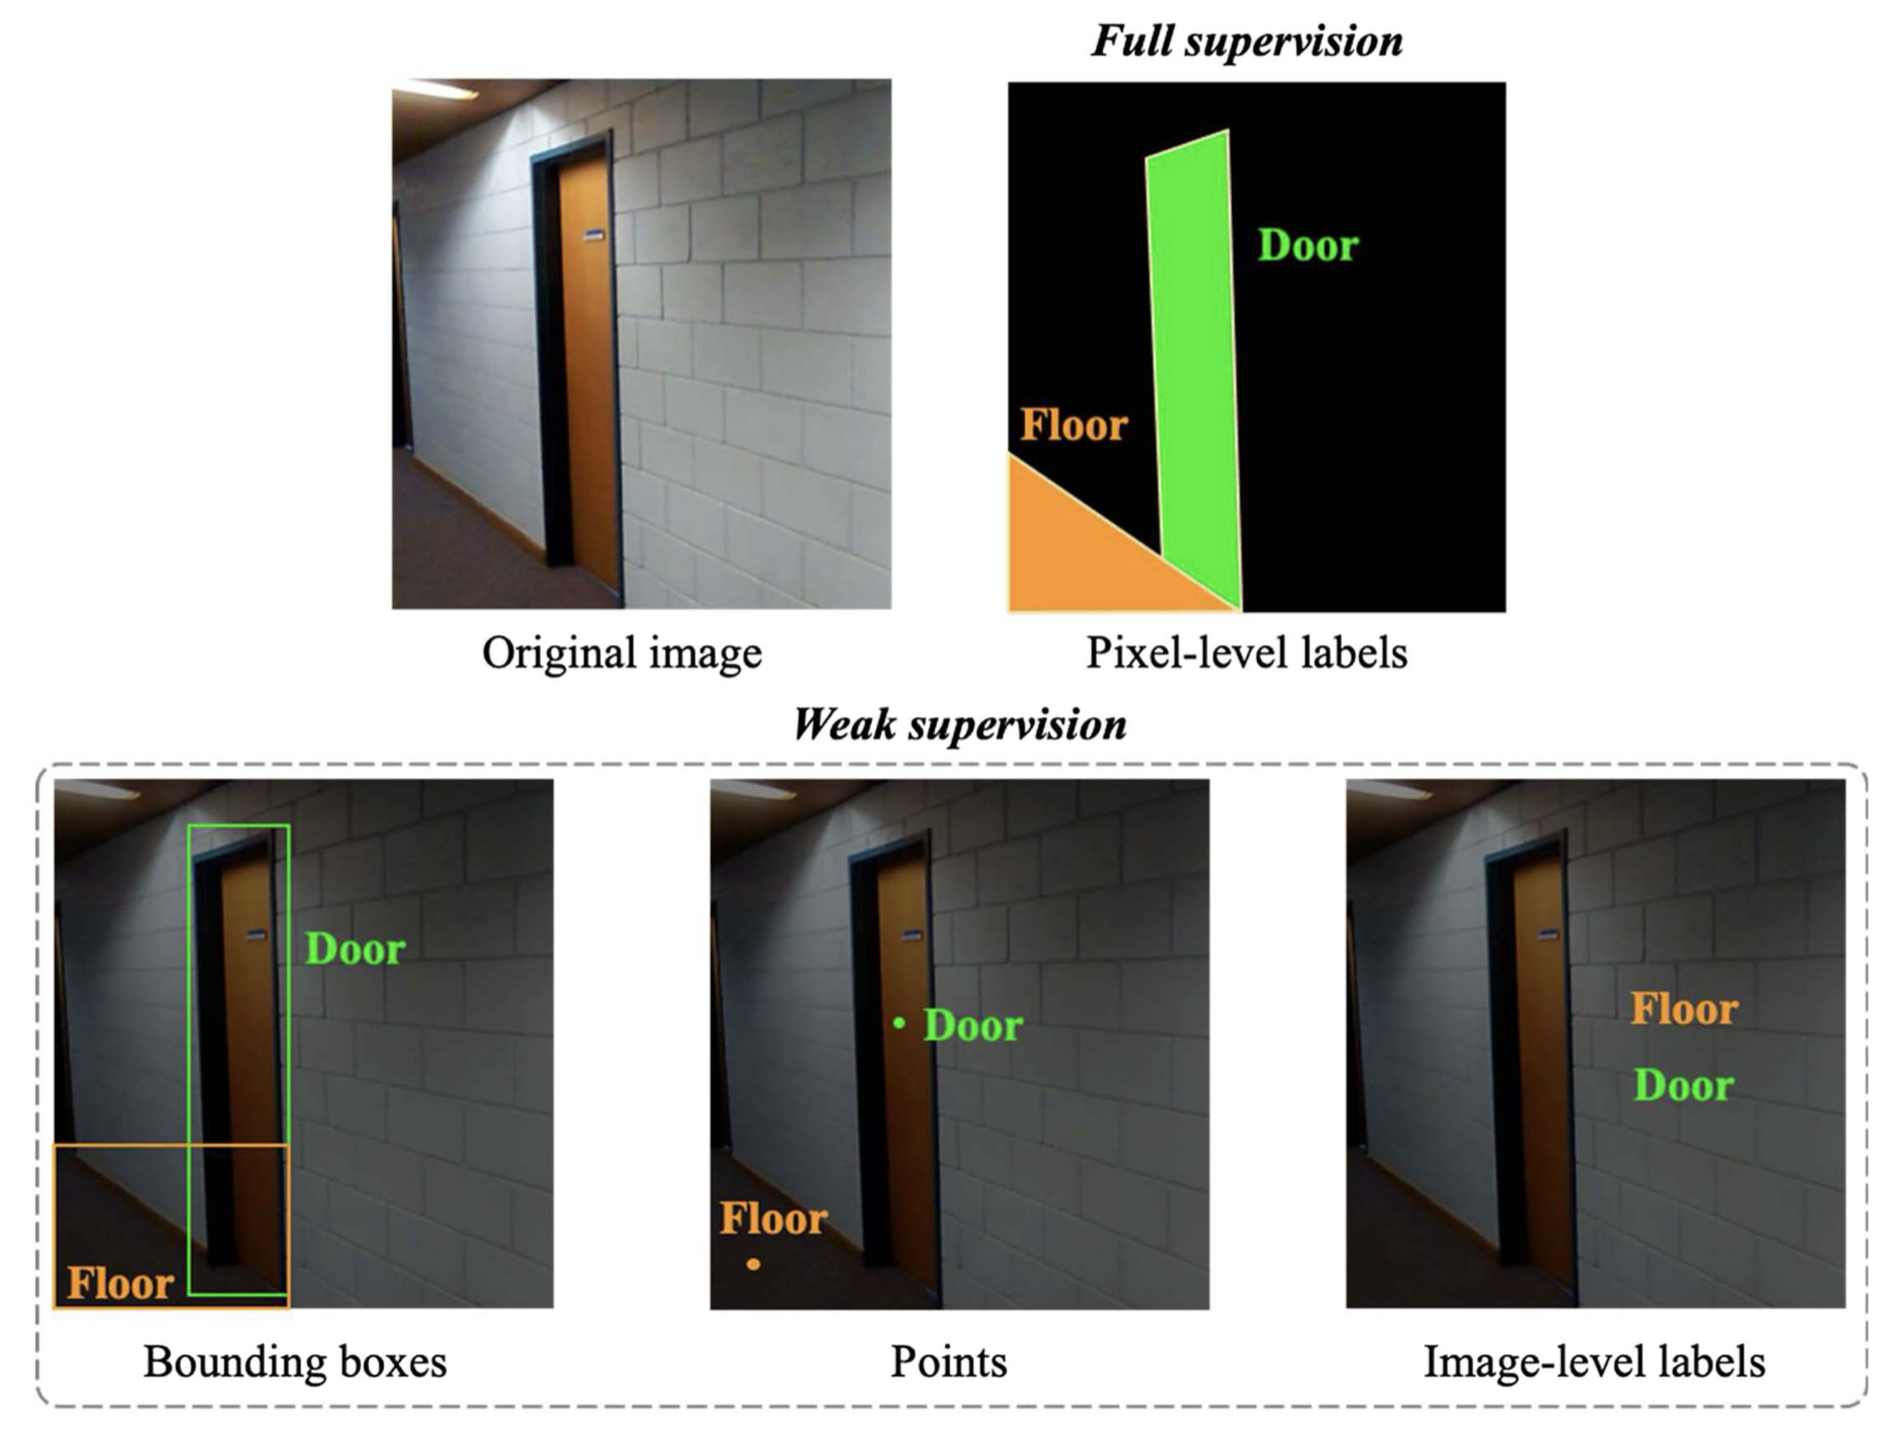 Full supervision
Door
Floor
Original image
Pixel-level labels
Weak supervision
Door
Floor
Door
Floor
Floor
Door
Bounding boxes
Points
Image-level labels